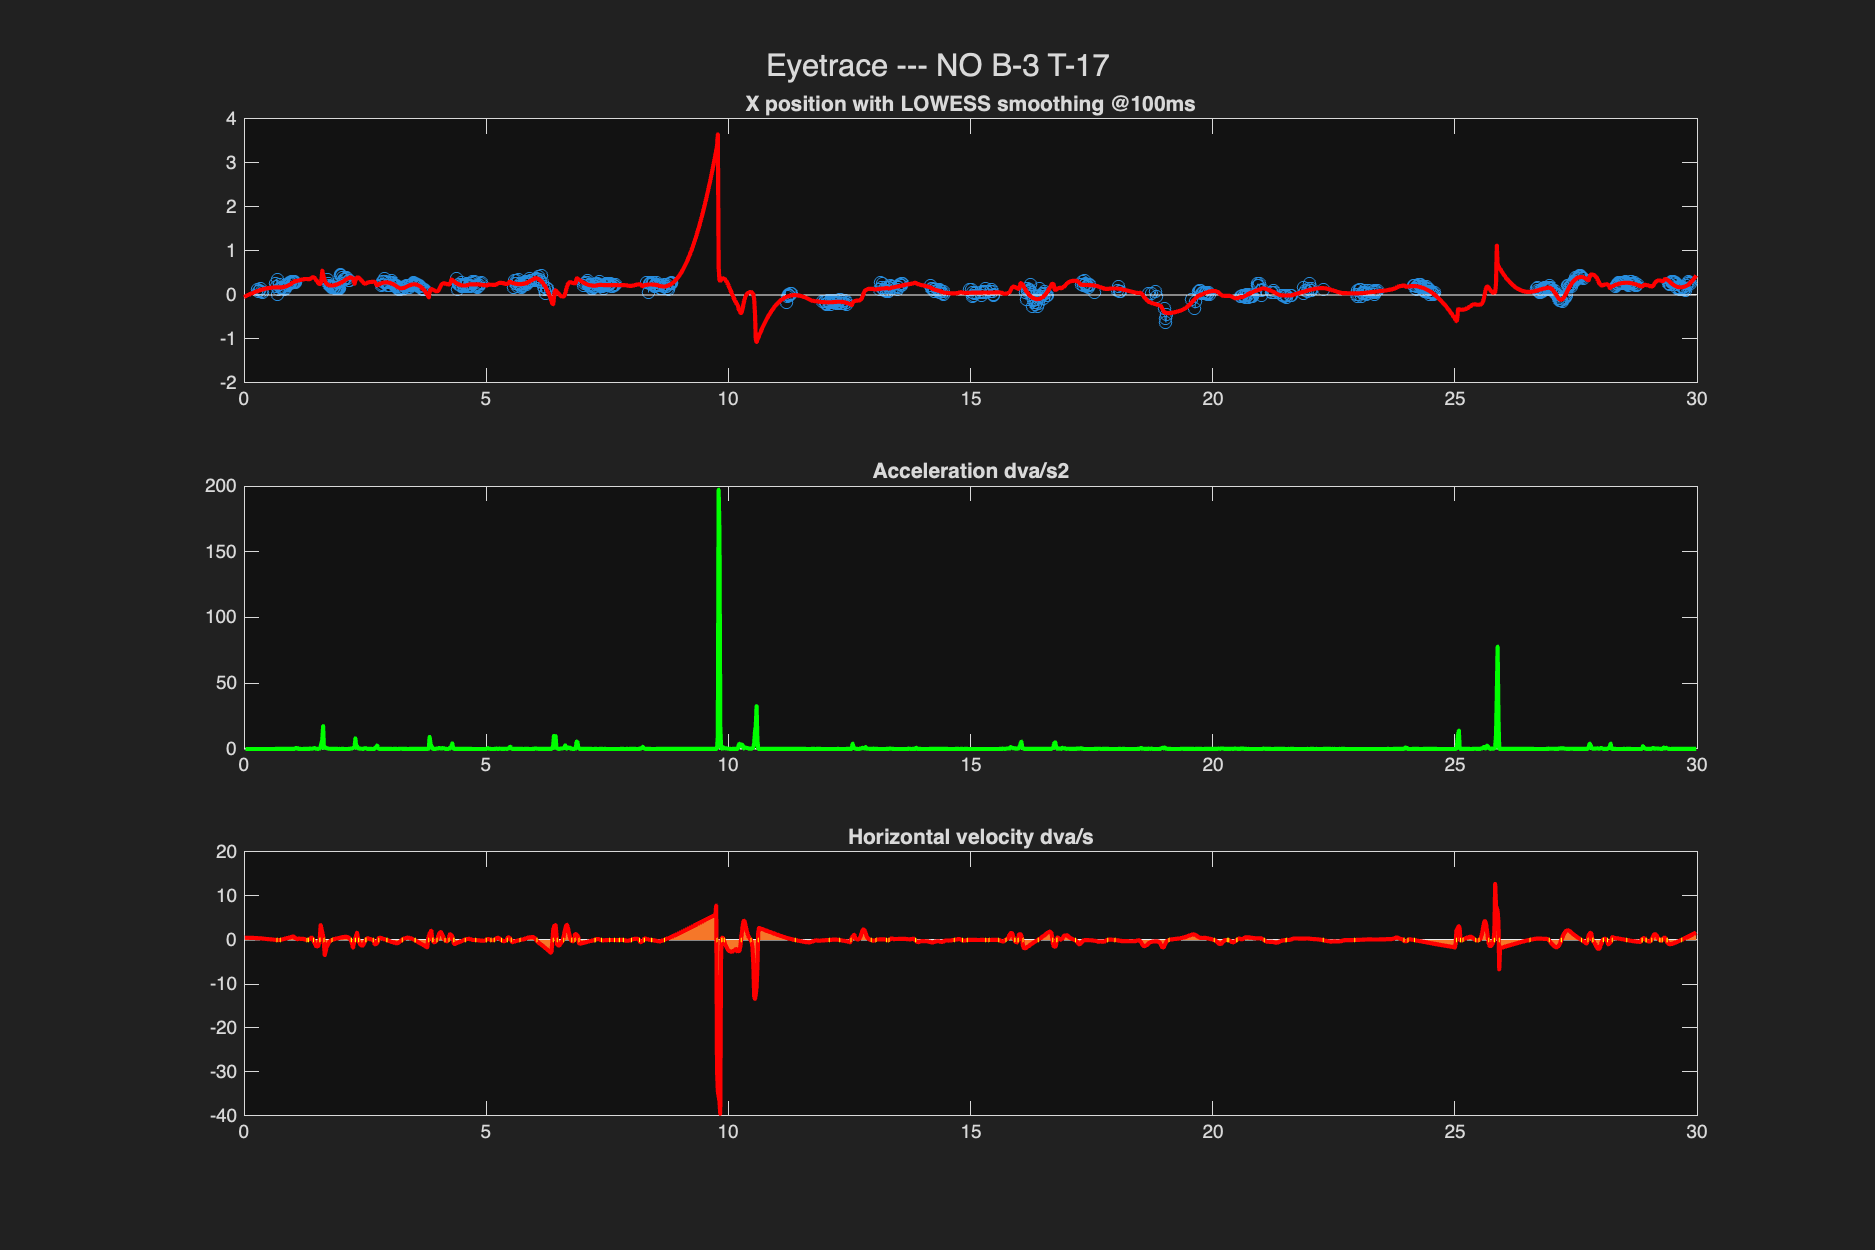 Eyetrace --- NO B-3 T-17
X position with LOWESS smoothing @100ms
4
3
2
1
0
-1
-2
0 5 10 15 20 25 30
Acceleration dva/s2
200
150
100
50
0
0 5 10 15 20 25 30
Horizontal velocity dva/s
20
10
0
-10
-20
-30
-40
0 5 10 15 20 25 30